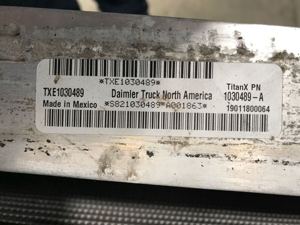 *TXE1030489*
TXE1030489 Daimler Truck North America TitanX PN
1030489-A
Made in Mexico *S821030489-A001863* 19011800064